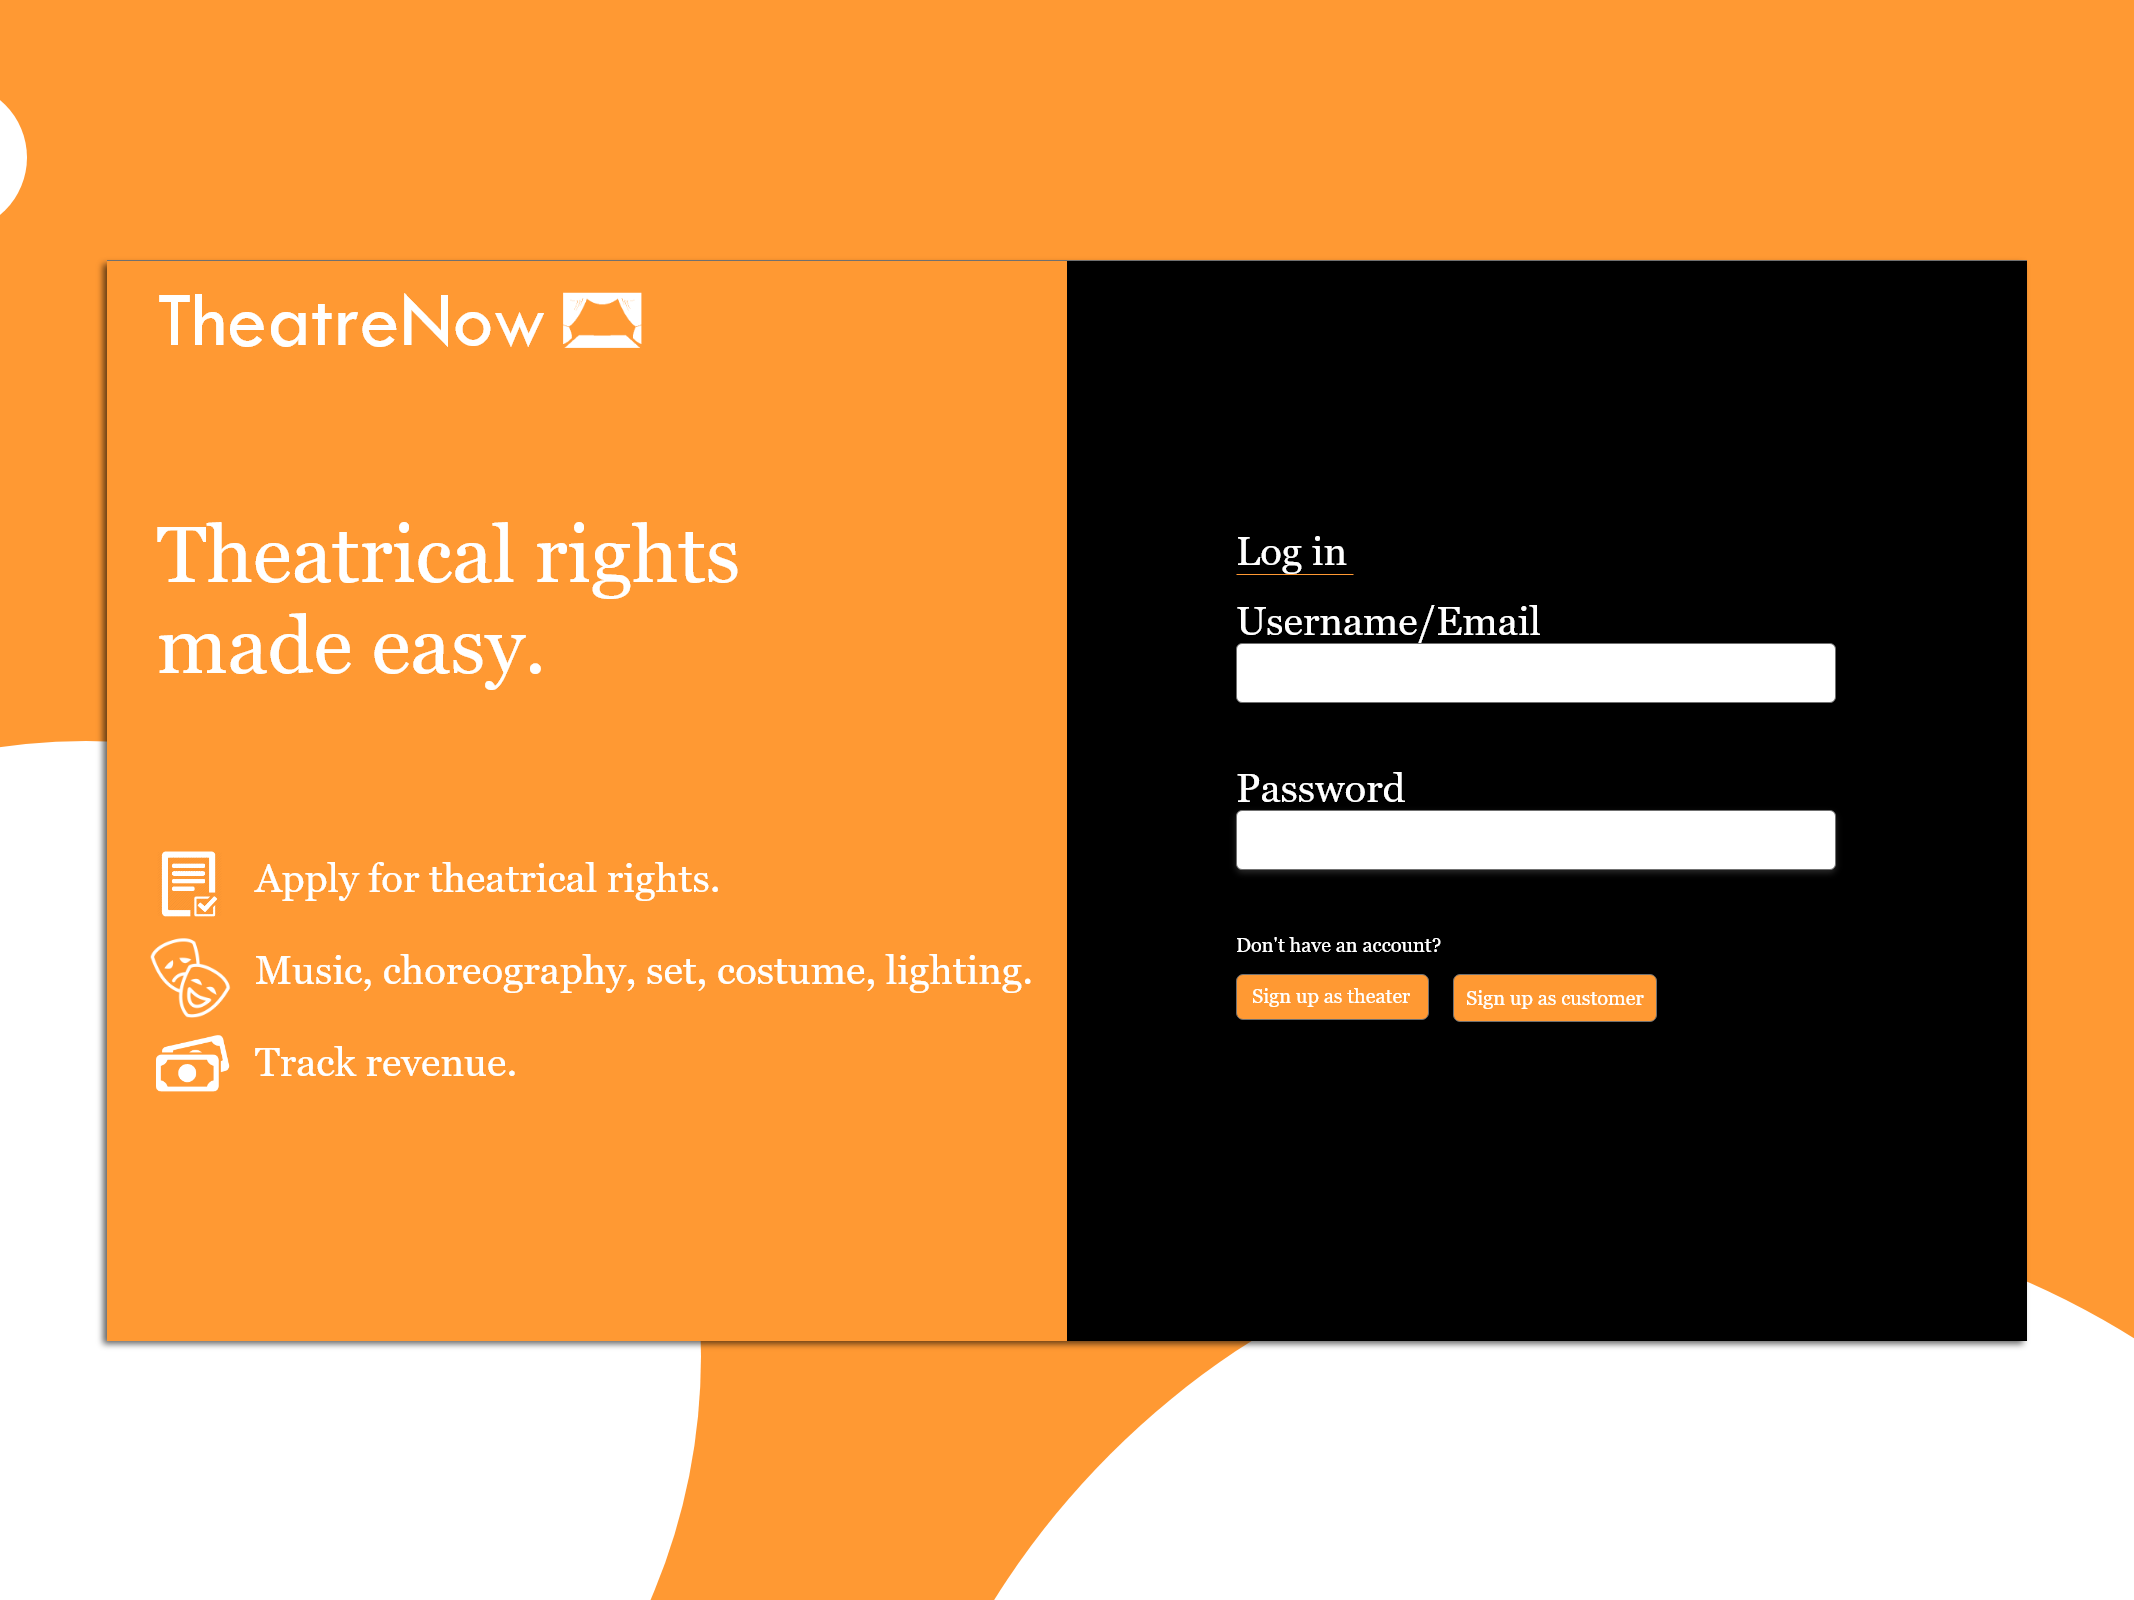 TheatreNow
Theatrical rights
made easy.
Apply for theatrical rights.
Music, choreography, set, costume, lighting.
Track revenue.
Log in
Username/Email
Password
Don't have an account?
Sign up as theater
Sign up as customer